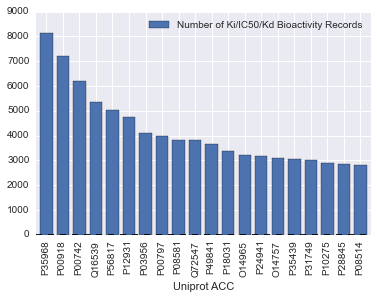 9000
8000
7000
6000
5000
4000
3000
2000
1000
0
Number of Ki/IC50/Kd Bioactivity Records
P35968
P00918
P00742
Q16539
P56817
P12931
P03956
P00797
P08581
Q72547
P49841
P18031
O14965
P24941
O14757
P35439
P31749
P10275
P28845
P08514
Uniprot ACC